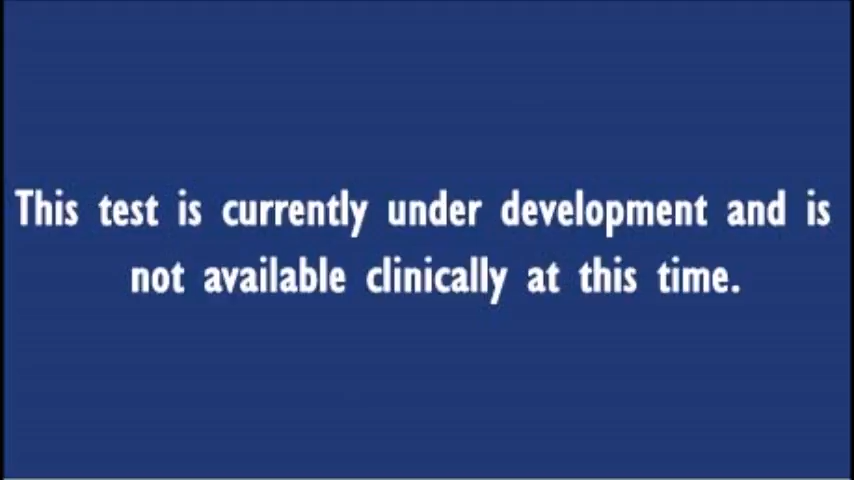 This test is currently under development and is
not available clinically at this time.